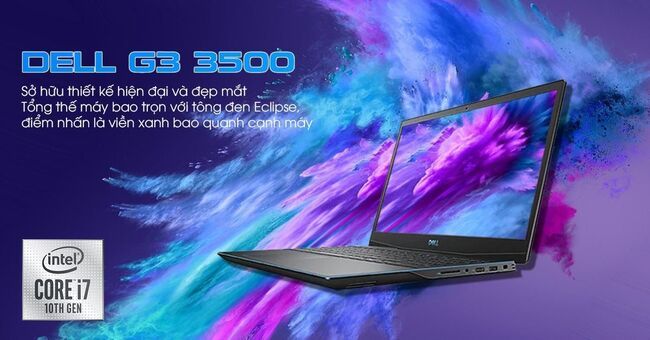 DELL G3 3500
Sở hữu thiết kế hiện đại và đẹp mắt
Tổng thế máy bao trọn với tông đen Eclipse,
điểm nhấn là viền xanh bao quanh cạnh máy
intel
CORE i7
10TH GEN
DELL